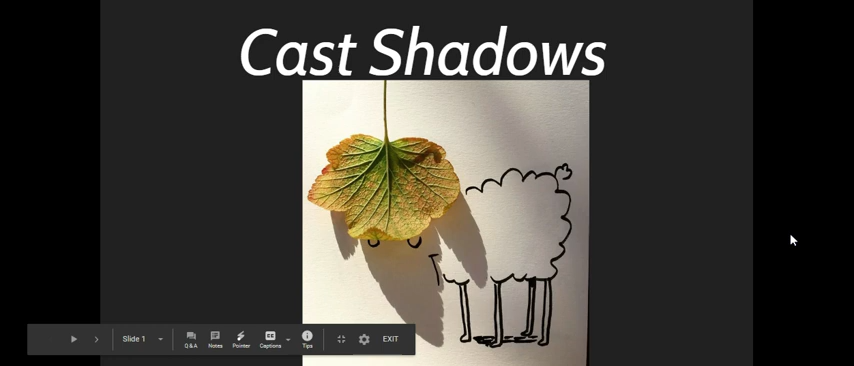 Cast Shadows
Slide 1
Q & A
Notes
Pointer
Captions
Tips
EXIT